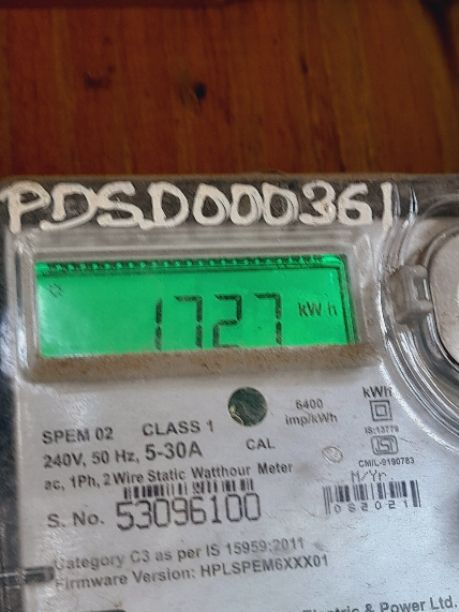 PDSD000361
1727 kWh
6400
imp/kWh
kWh
IS:13779
CML-9190783
SPEM 02 CLASS 1
CAL
240V, 50 Hz, 5-30A
ac, 1Ph, 2 Wire Static Watthour Meter
M/Yr.
082021
S. No. 53096100
Category C3 as per IS 15959:2011
Firmware Version: HPLSPEM6XXX01
Electric & Power Ltd.